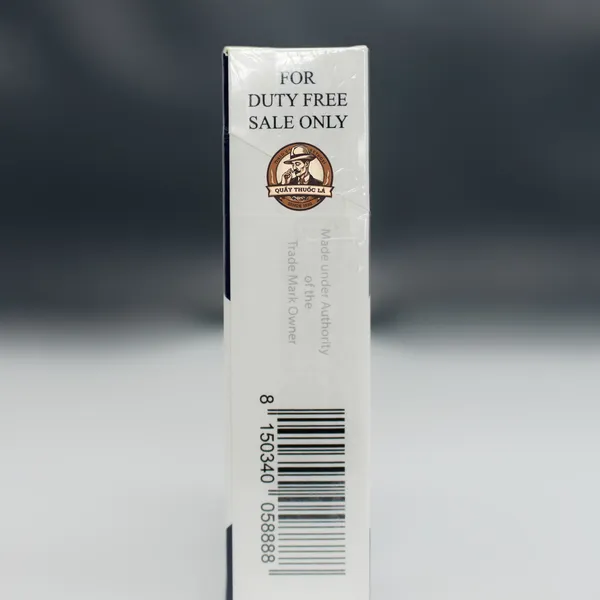 FOR
DUTY FREE
SALE ONLY
QUẦY THUỐC LÁ
Made under Authority
of the
Trade Mark Owner
8 150340 058888